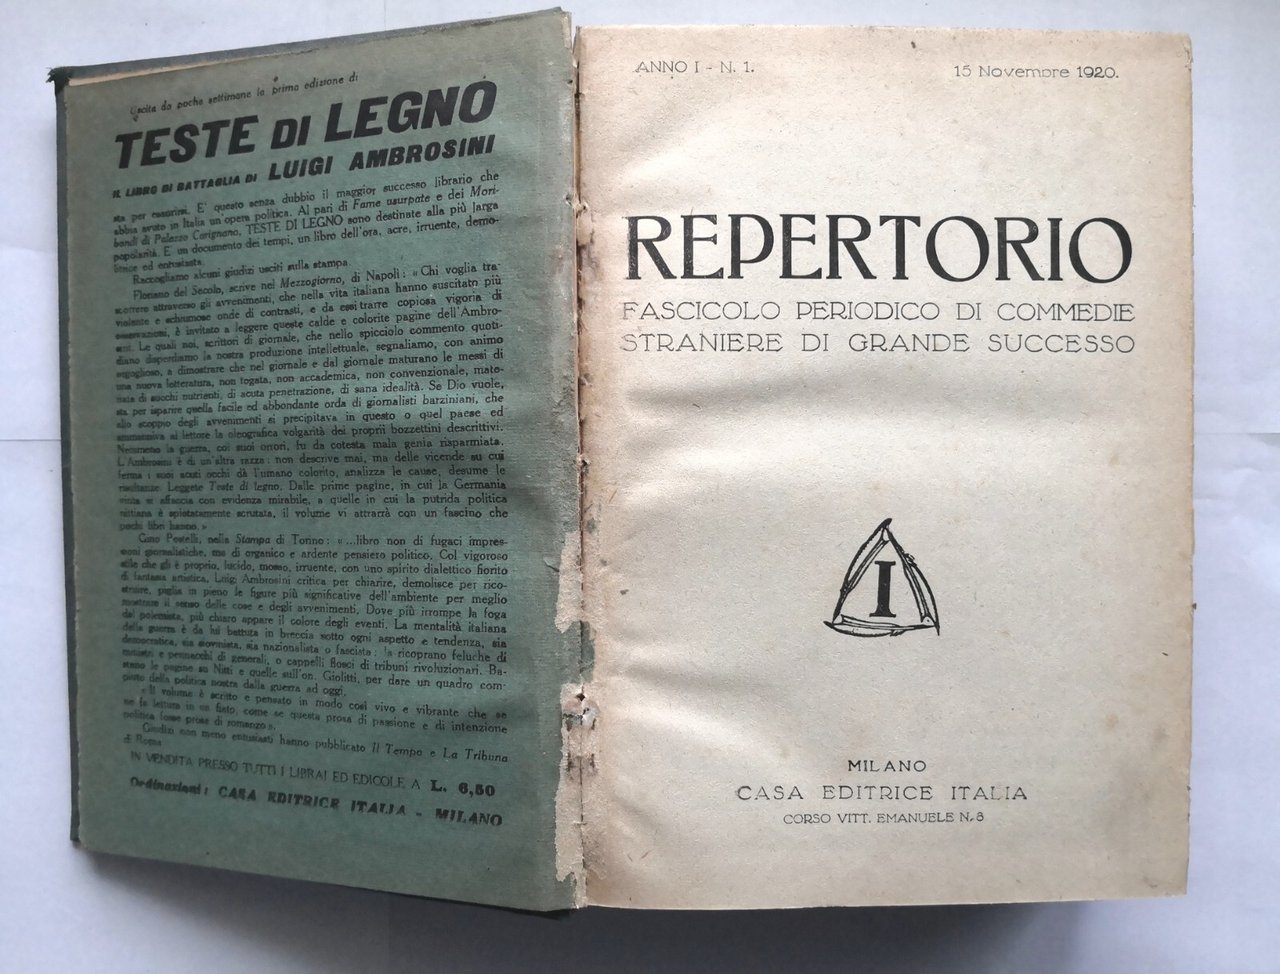 Uscita da poche settimane la prima edizione di
TESTE DI LEGNO
IL LIBRO DI BATTAGLIA DI LUIGI AMBROSINI
sta per esaurirsi. E' questo senza dubbio il maggior successo librario che
abbia avuto in Italia un'opera politica. Al pari di Fame usurpate e dei Mori-
bondi di Palazzo Carignano, TESTE DI LEGNO sono destinate alla più larga
popolarità. E' un documento dei tempi, un libro dell'ora, acre, irruente, demo-
litore ed entusiasta.
Raccogliamo alcuni giudizi usciti sulla stampa
Floriano del Secolo, scrive nel Mezzogiorno, di Napoli: « Chi voglia tra-
scorrere attraverso gli avvenimenti, che nella vita italiana hanno suscitato più
violente e schiumose onde di contrasti, e da essi trarre copiosa vigoria di
osservazioni, è invitato a leggere queste calde e colorite pagine dell'Ambro-
sini. Le quali noi, scrittori di giornale, che nello spicciolo commento quoti-
diano disperdiamo la nostra produzione intellettuale, segnaliamo, con animo
orgoglioso, a dimostrare che nel giornale e dal giornale maturano le messi di
una nuova letteratura, non togata, non accademica, non convenzionale, mate-
riata di succhi nutrienti, di acuta penetrazione, di sana idealità. Se Dio vuole,
sta per isparire quella facile ed abbondante orda di giornalisti barziniani, che
allo scoppio degli avvenimenti si precipitava in questo o quel paese ed
ammanniva al lettore la oleografica volgarità dei propri bozzettini descrittivi.
Nemmeno la guerra, coi suoi orrori, fu da cotesta mala genia risparmiata.
L'Ambrosini è di un'altra razza: non descrive mai, ma delle vicende su cui
ferma i suoi acuti occhi dà l'umano colorito, analizza le cause, desume le
risultanze. Leggete Teste di legno. Dalle prime pagine, in cui la Germania
vinta si affaccia con evidenza mirabile, a quelle in cui la putrida politica
nittiana è spietatamente scrutata, il volume vi attrarrà con un fascino che
pochi libri hanno. »
Gino Pestelli, nella Stampa di Torino: « ...libro non di fugaci impres-
sioni giornalistiche, ma di organico e ardente pensiero politico. Col vigoroso
stile che gli è proprio, lucido, mosso, irruente, con uno spirito dialettico fiorito
di fantasia artistica, Luigi Ambrosini critica per chiarire, demolisce per rico-
struire, piglia in pieno le figure più significative dell'ambiente per meglio
mostrare il senso delle cose e degli avvenimenti. Dove più irrompe la foga
del polemista, più chiaro appare il colore degli eventi. La mentalità italiana
della guerra è da lui battuta in breccia sotto ogni aspetto e tendenza, sia
democratica, sia slovinista, sia nazionalista o fascista: la ricoprano feluche di
ministri e pennacchi di generali, o cappelli flosci di tribuni rivoluzionari. Ba-
stano le pagine su Nitti e quelle sull'on. Giolitti, per dare un quadro com-
piuto della politica nostra dalla guerra ad oggi.
« Il volume è scritto e pensato in modo così vivo e vibrante che se
ne fa lettura in un fiato, come se questa prosa di passione e di intenzione
politica fosse prosa di romanzo ».
Giudizi non meno entusiasti hanno pubblicato Il Tempo e La Tribuna
di Roma
IN VENDITA PRESSO TUTTI I LIBRAI ED EDICOLE A L. 6,50
Ordinazioni: CASA EDITRICE ITALIA - MILANO
ANNO I - N. 1.
15 Novembre 1920.
REPERTORIO
FASCICOLO PERIODICO DI COMMEDIE
STRANIERE DI GRANDE SUCCESSO
I
MILANO
CASA EDITRICE ITALIA
CORSO VITT. EMANUELE N. 8